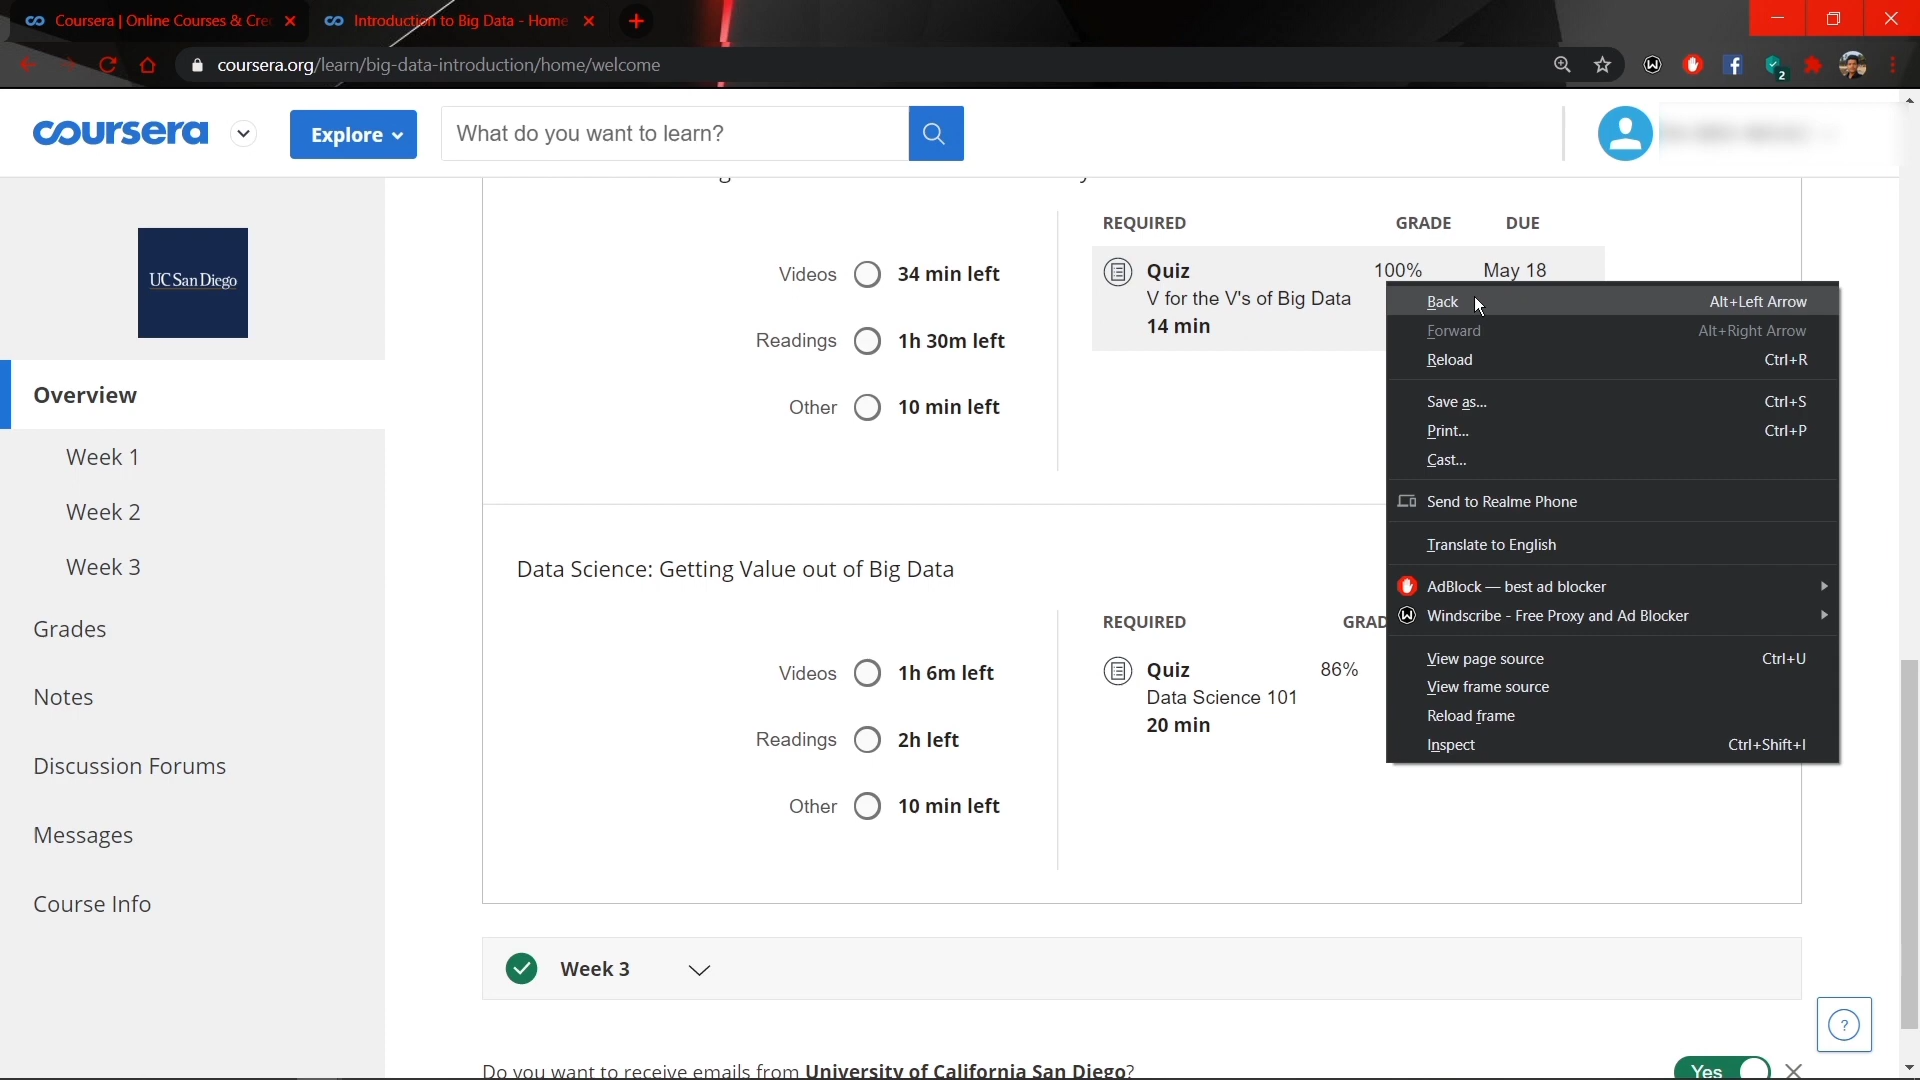 Coursera | Online Courses & Cre
Introduction to Big Data - Home
coursera.org/learn/big-data-introduction/home/welcome
2
coursera
Explore
What do you want to learn?
UC San Diego
Overview
Week 1
Week 2
Week 3
Grades
Notes
Discussion Forums
Messages
Course Info
REQUIRED GRADE DUE
Videos 34 min left
Readings 1h 30m left
Other 10 min left
Quiz 100% May 18
V for the V's of Big Data
14 min
Data Science: Getting Value out of Big Data
REQUIRED GRAD
Videos 1h 6m left
Readings 2h left
Other 10 min left
Quiz 86%
Data Science 101
20 min
Back Alt+Left Arrow
Forward Alt+Right Arrow
Reload Ctrl+R
Save as... Ctrl+S
Print... Ctrl+P
Cast...
Send to Realme Phone
Translate to English
AdBlock — best ad blocker
Windscribe - Free Proxy and Ad Blocker
View page source Ctrl+U
View frame source
Reload frame
Inspect Ctrl+Shift+I
Week 3
?
Do you want to receive emails from University of California San Diego?
Yes